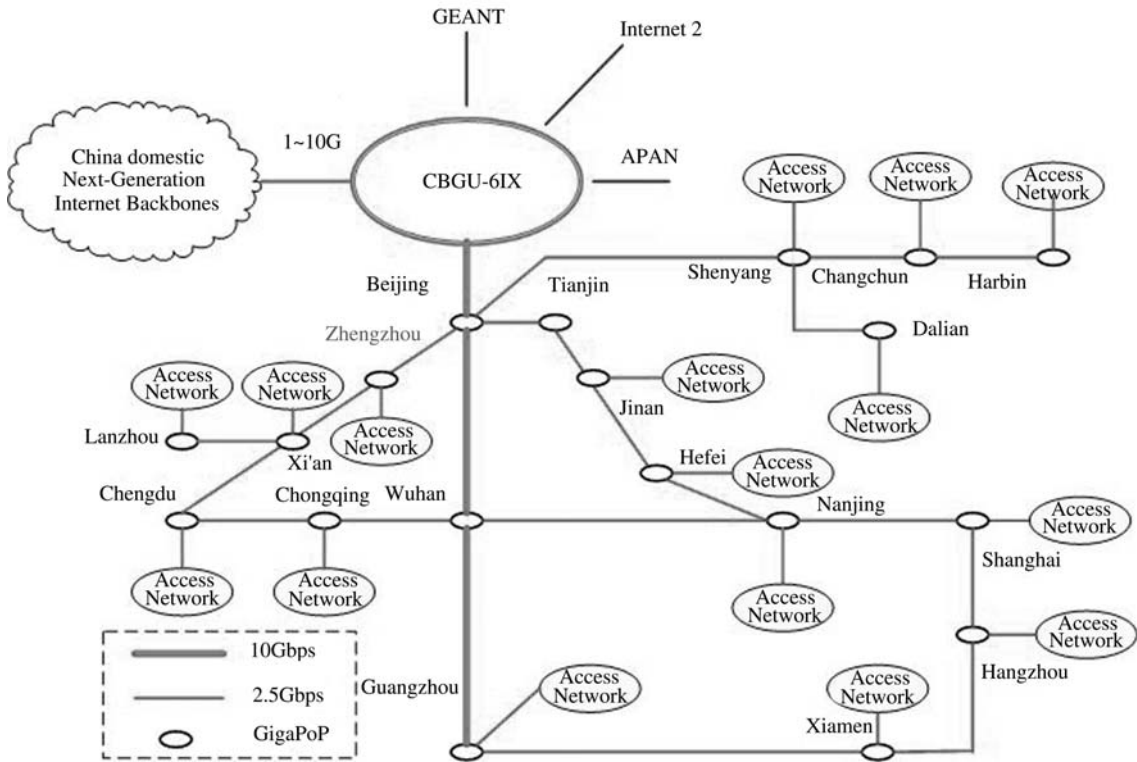 GEANT
Internet 2
1~10G
APAN
China domestic
Next-Generation
Internet Backbones
CBGU-6IX
Access
Network
Access
Network
Access
Network
Beijing
Tianjin
Shenyang
Changchun
Harbin
Zhengzhou
Dalian
Access
Network
Access
Network
Access
Network
Jinan
Access
Network
Access
Network
Lanzhou
Xi'an
Hefei
Access
Network
Chengdu
Chongqing
Wuhan
Nanjing
Access
Network
Shanghai
Access
Network
Access
Network
Access
Network
Access
Network
Hangzhou
10Gbps
2.5Gbps
GigaPoP
Guangzhou
Access
Network
Access
Network
Xiamen